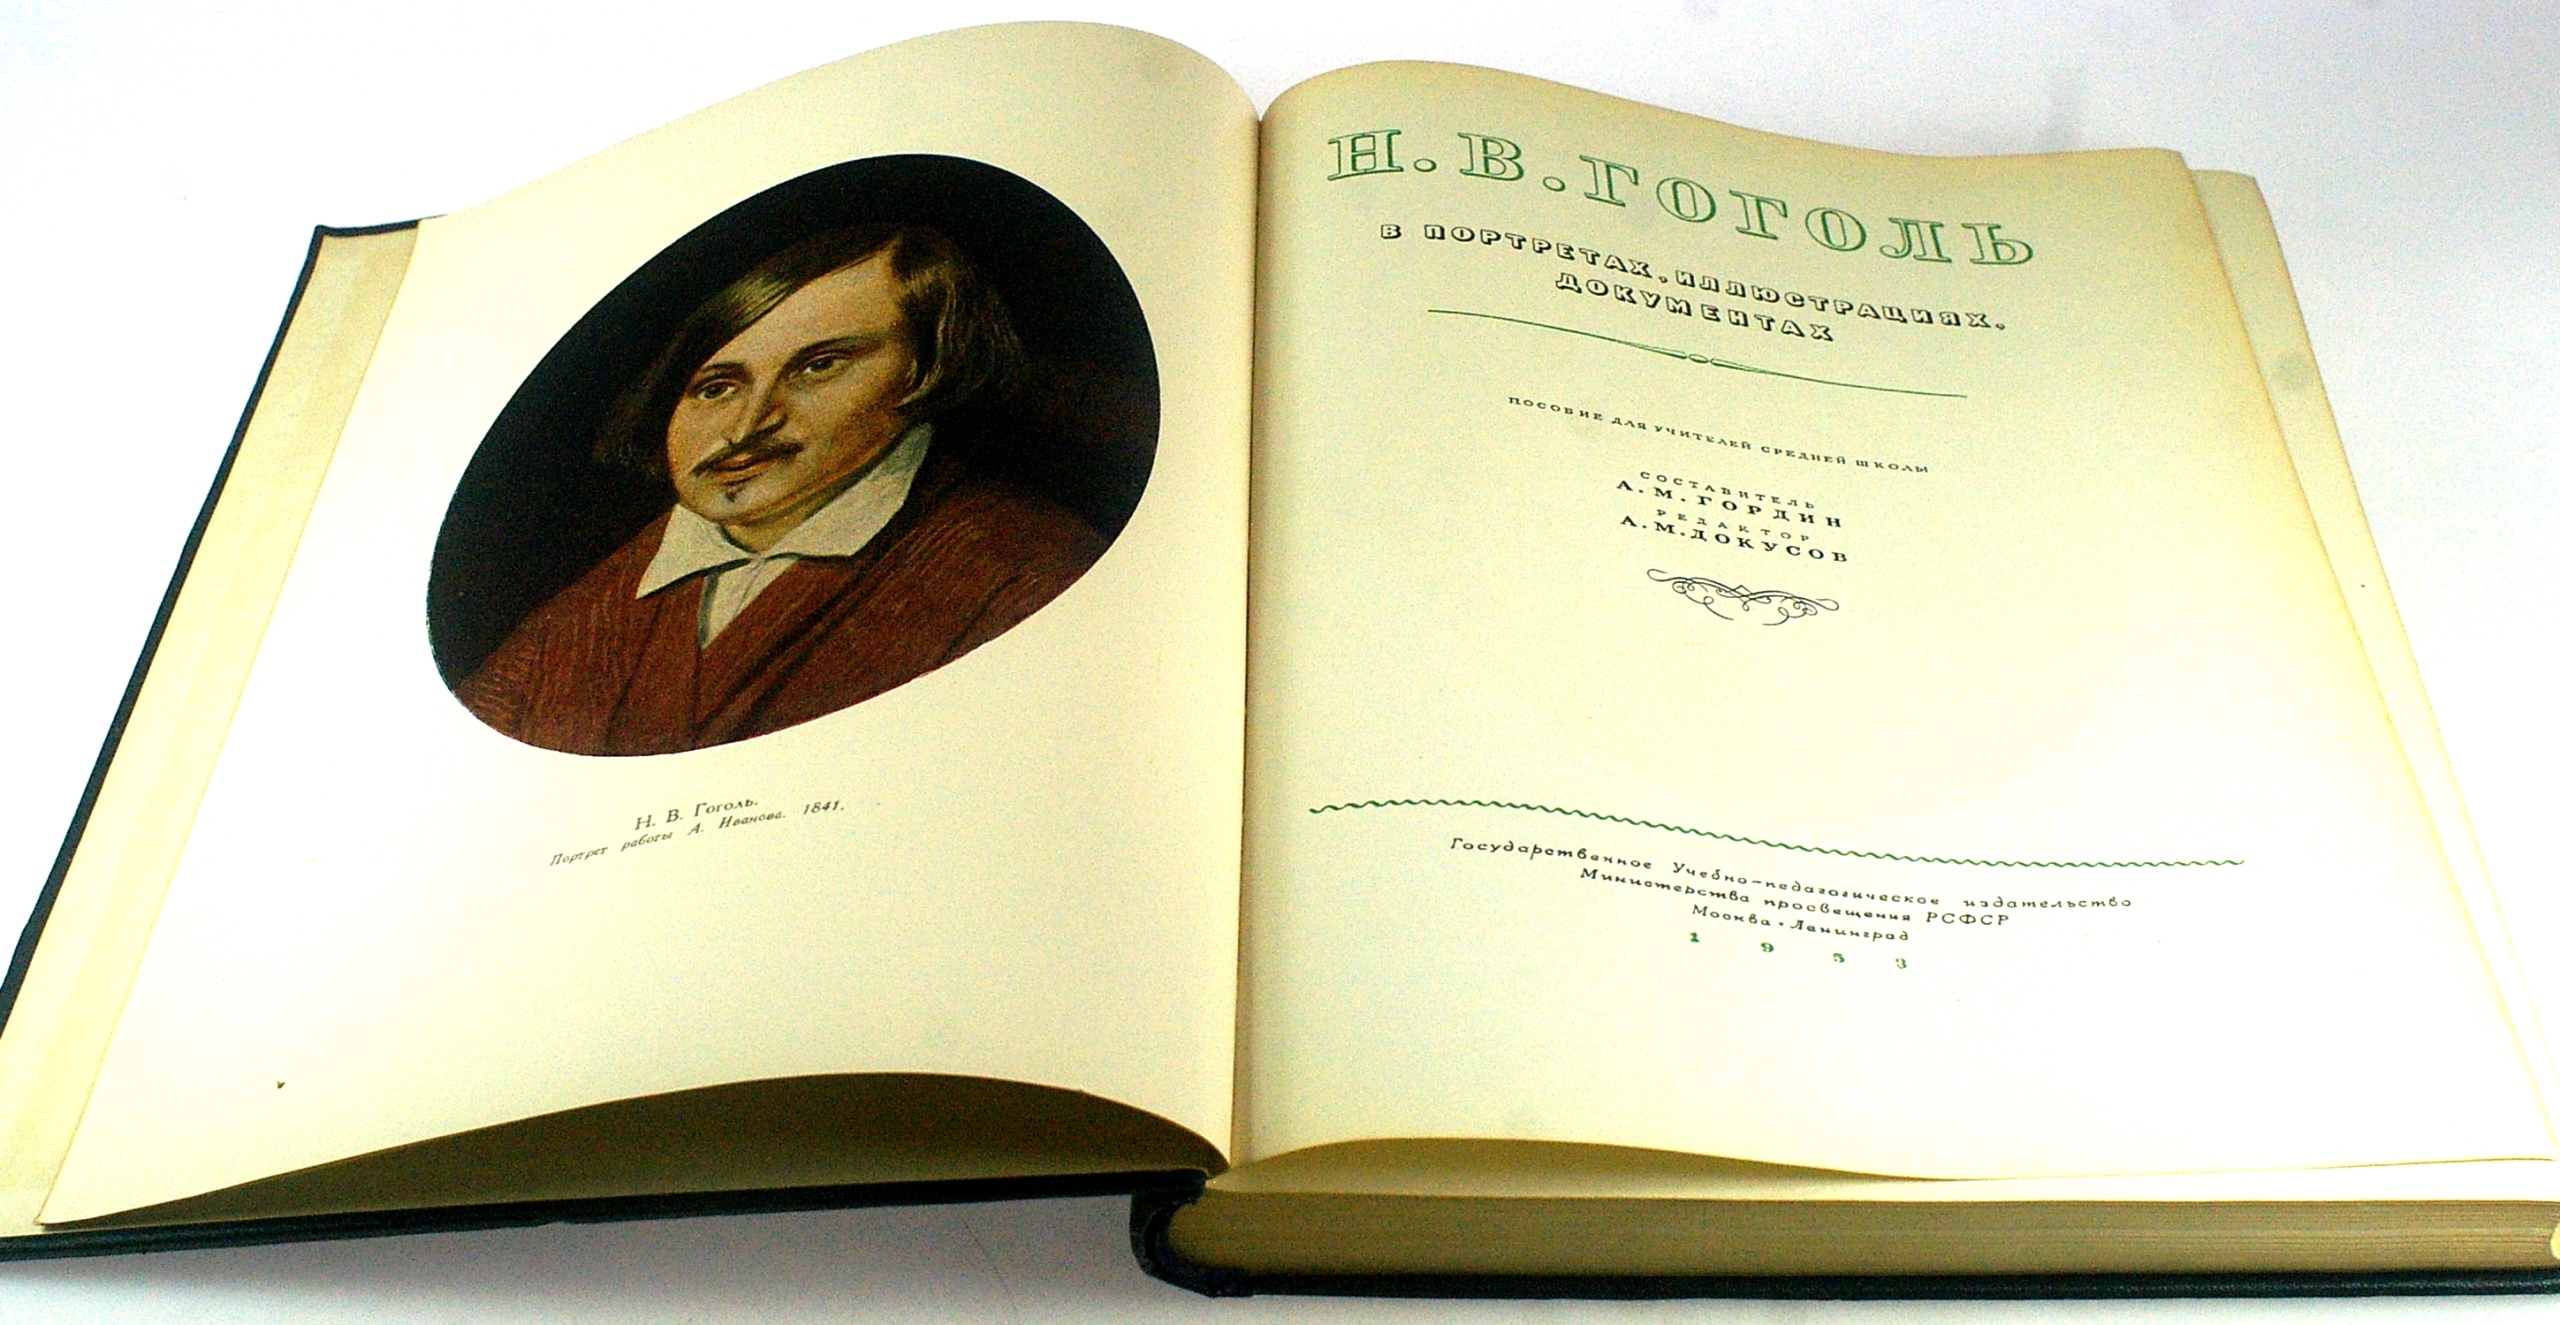 Н. В. Гоголь.
Портрет работы А. Иванова. 1841.
Н. В. ГОГОЛЬ
В ПОРТРЕТАХ, ИЛЛЮСТРАЦИЯХ,
ДОКУМЕНТАХ
ПОСОБИЕ ДЛЯ УЧИТЕЛЕЙ СРЕДНЕЙ ШКОЛЫ
СОСТАВИТЕЛЬ
А. М. ГОРДИН
РЕДАКТОР
А. М. ДОКУСОВ
Государственное Учебно-педагогическое издательство
Министерства просвещения РСФСР
Москва · Ленинград
1953